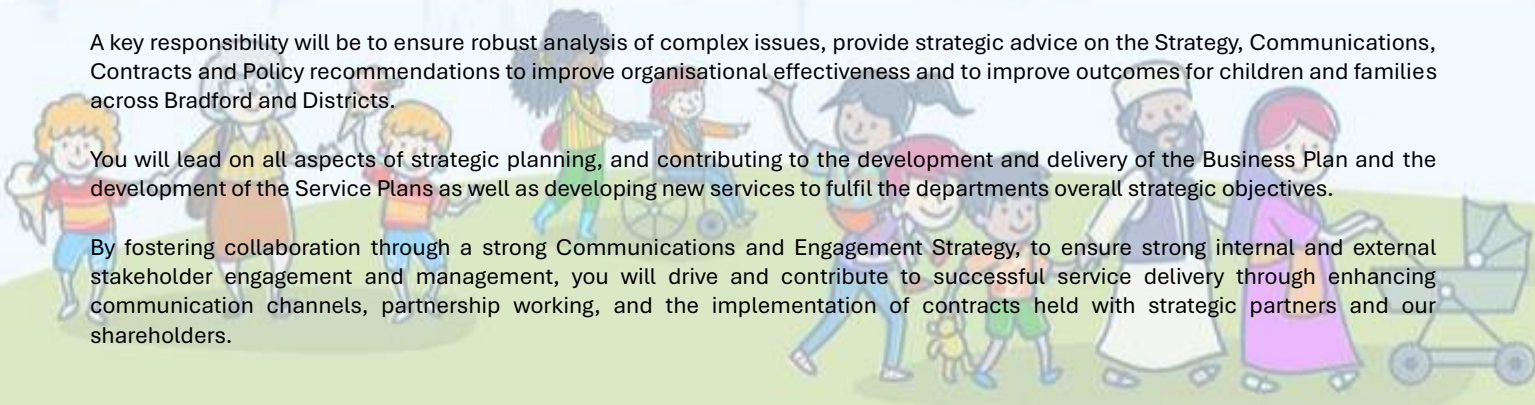 A key responsibility will be to ensure robust analysis of complex issues, provide strategic advice on the Strategy, Communications,
Contracts and Policy recommendations to improve organisational effectiveness and to improve outcomes for children and families
across Bradford and Districts.
You will lead on all aspects of strategic planning, and contributing to the development and delivery of the Business Plan and the
development of the Service Plans as well as developing new services to fulfil the departments overall strategic objectives.
By fostering collaboration through a strong Communications and Engagement Strategy, to ensure strong internal and external
stakeholder engagement and management, you will drive and contribute to successful service delivery through enhancing
communication channels, partnership working, and the implementation of contracts held with strategic partners and our
shareholders.